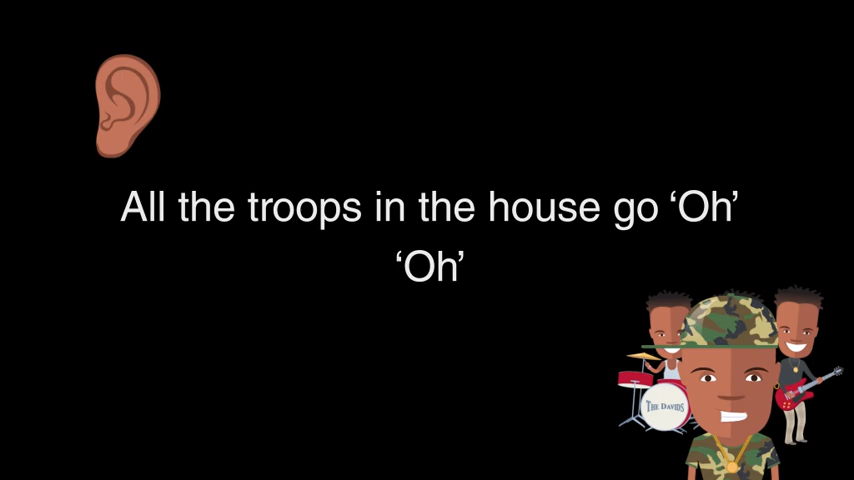 All the troops in the house go ‘Oh’
‘Oh’
THE DAVIDS